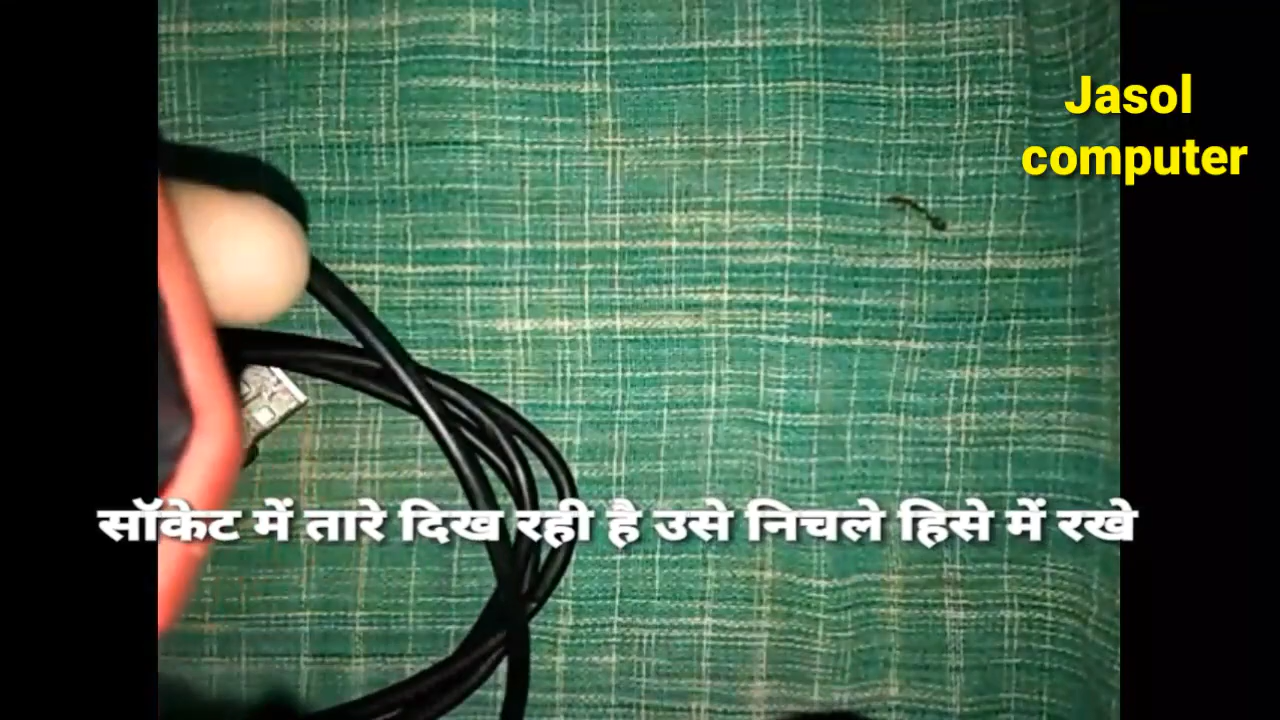 Jasol
computer
सॉकेट में तारे दिख रही है उसे निचले हिसे में रखे